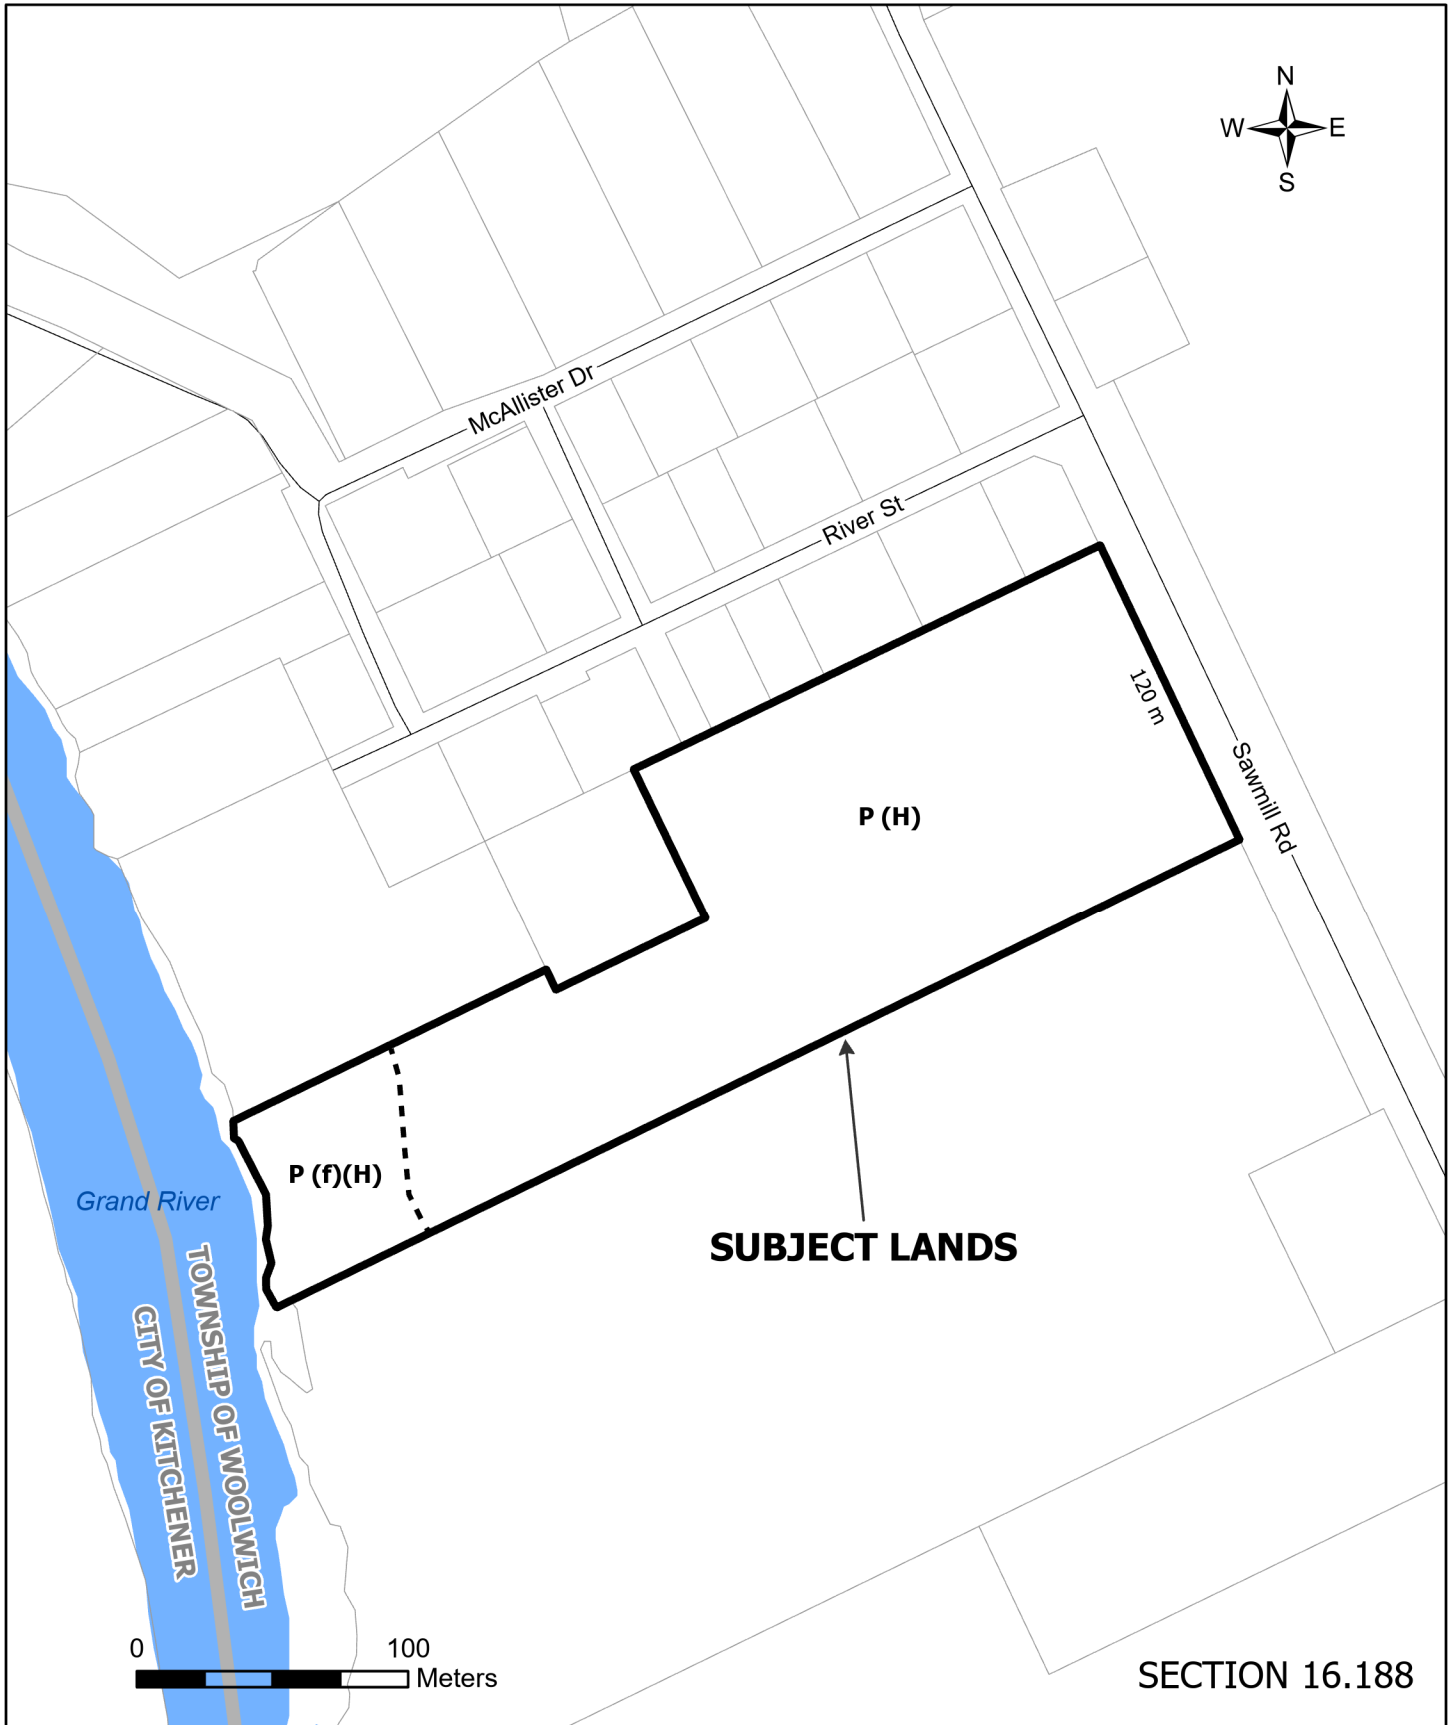 N
W E
S
McAllister Dr
River St
120 m
Sawmill Rd
P (H)
P (f)(H)
Grand River
SUBJECT LANDS
TOWNSHIP OF WOOLWICH
CITY OF KITCHENER
0 100
Meters
SECTION 16.188